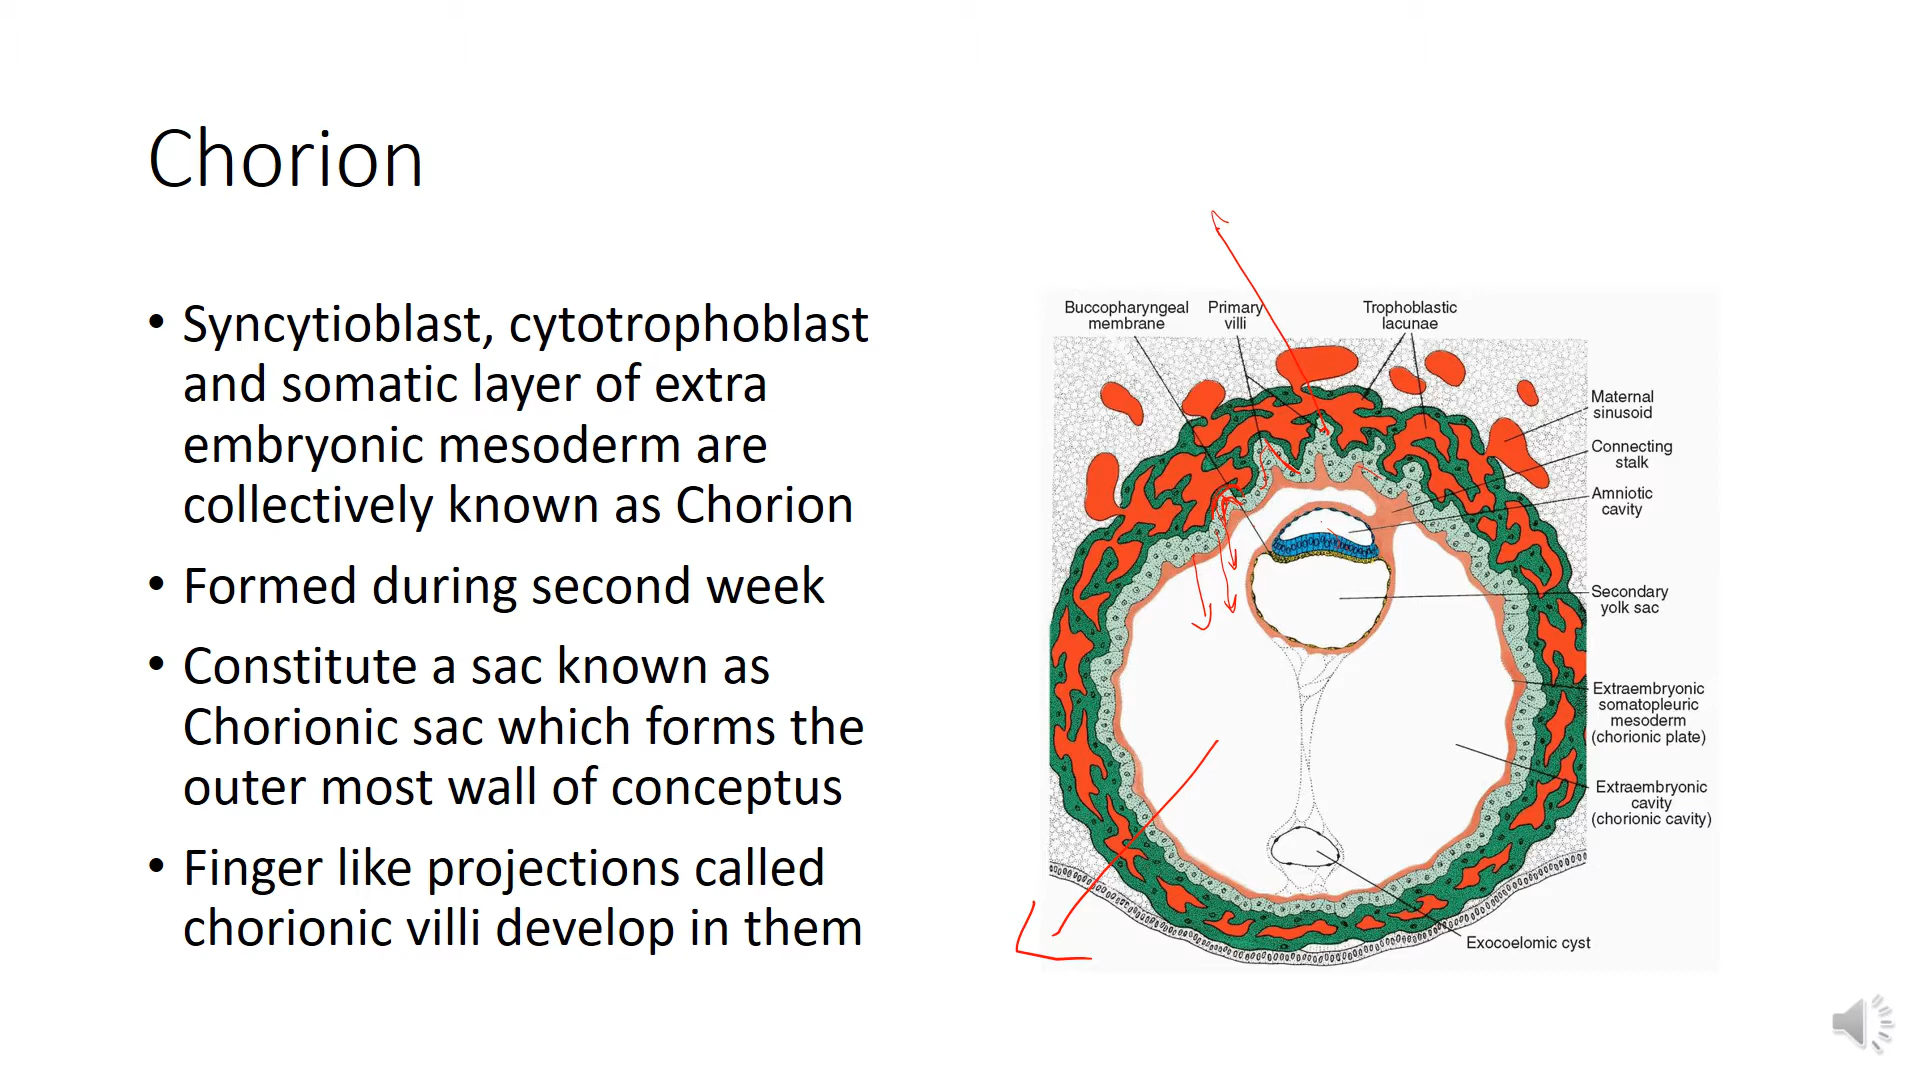 Chorion
• Syncytioblast, cytotrophoblast
and somatic layer of extra
embryonic mesoderm are
collectively known as Chorion
• Formed during second week
• Constitute a sac known as
Chorionic sac which forms the
outer most wall of conceptus
• Finger like projections called
chorionic villi develop in them
Buccopharyngeal
membrane
Primary
villi
Trophoblastic
lacunae
Maternal
sinusoid
Connecting
stalk
Amniotic
cavity
Secondary
yolk sac
Extraembryonic
somatopleuric
mesoderm
(chorionic plate)
Extraembryonic
cavity
(chorionic cavity)
Exocoelomic cyst